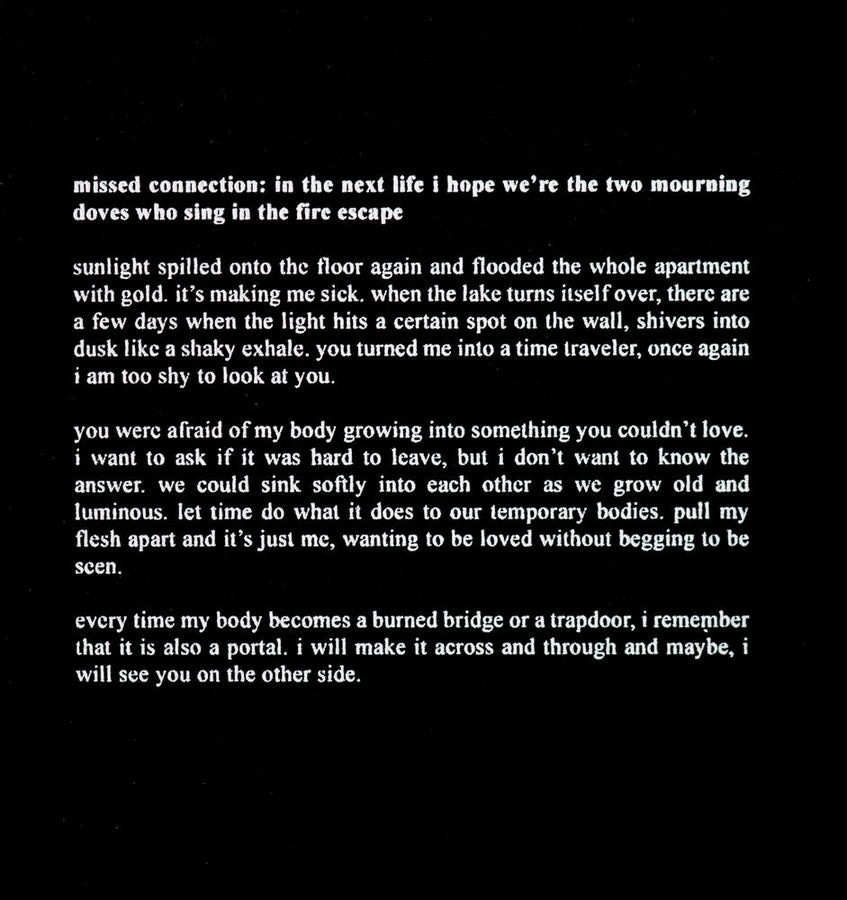 missed connection: in the next life i hope we're the two mourning
doves who sing in the fire escape
sunlight spilled onto the floor again and flooded the whole apartment
with gold. it's making me sick. when the lake turns itself over, there are
a few days when the light hits a certain spot on the wall, shivers into
dusk like a shaky exhale. you turned me into a time traveler, once again
i am too shy to look at you.
you were afraid of my body growing into something you couldn't love.
i want to ask if it was hard to leave, but i don't want to know the
answer. we could sink softly into each other as we grow old and
luminous. let time do what it does to our temporary bodies. pull my
flesh apart and it's just me, wanting to be loved without begging to be
seen.
every time my body becomes a burned bridge or a trapdoor, i remember
that it is also a portal. i will make it across and through and maybe, i
will see you on the other side.